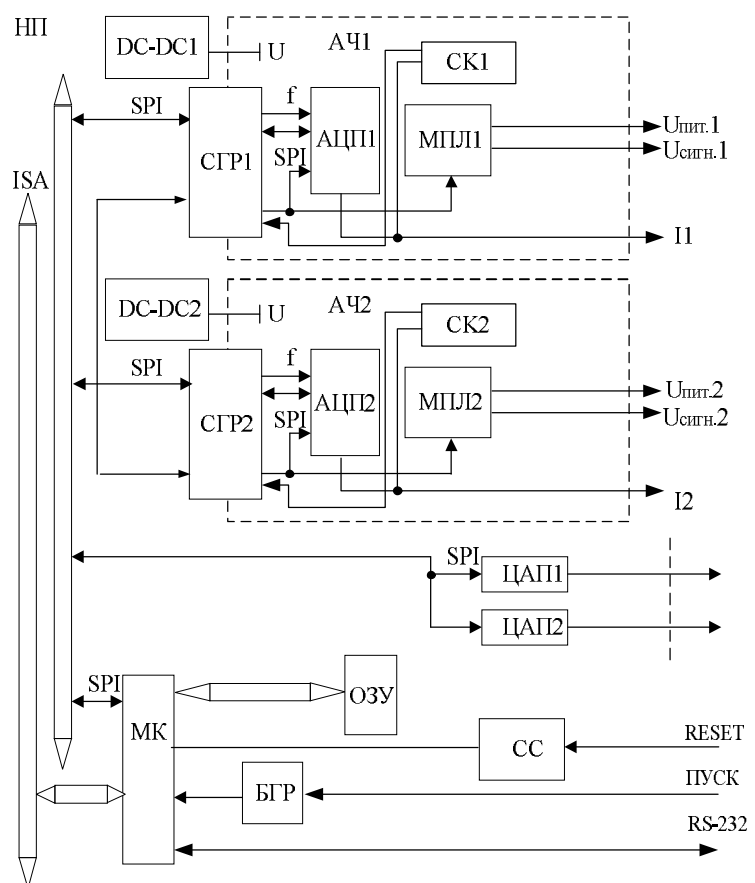 НП
DC-DC1
U
АЧ1
СК1
SPI
f
СГР1
АЦП1
SPI
МПЛ1
Uпит.1
Uсигн.1
ISA
I1
DC-DC2
U
АЧ2
СК2
SPI
f
СГР2
АЦП2
SPI
МПЛ2
Uпит.2
Uсигн.2
I2
SPI
ЦАП1
ЦАП2
SPI
МК
ОЗУ
СС
RESET
БГР
ПУСК
RS-232